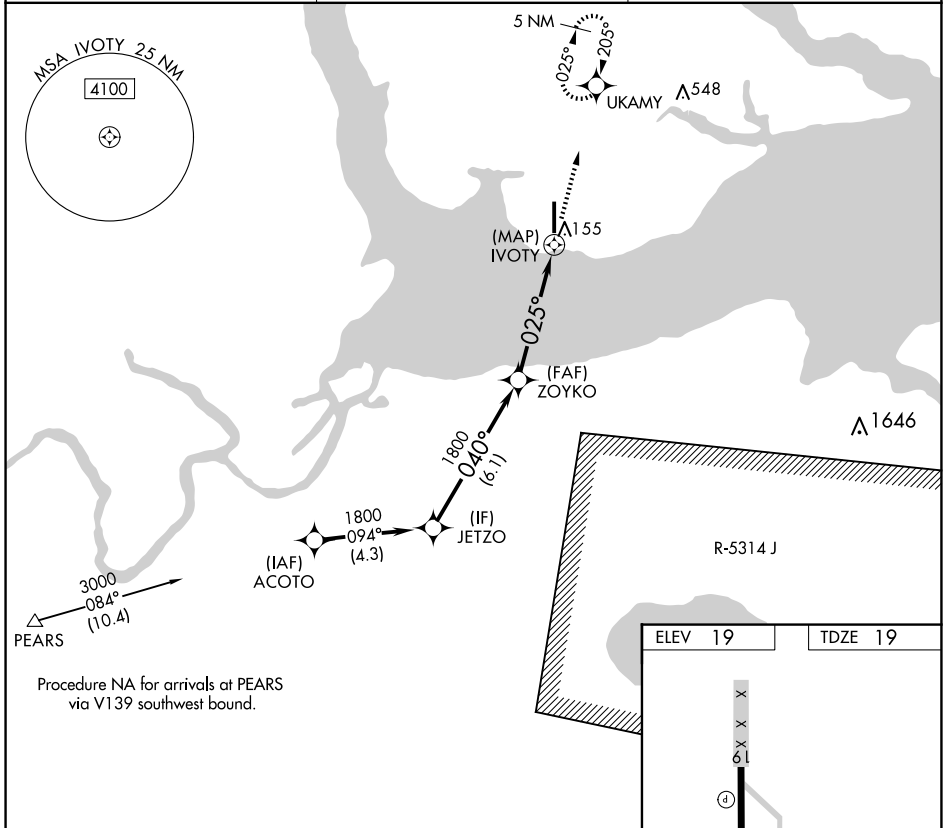 MSA IVOTY 25 NM
4100
5 NM
025°
205°
UKAMY
548
(MAP)
IVOTY
155
025°
(FAF)
ZOYKO
1646
1800
040°
(6.1)
(IF)
JETZO
1800
094°
(4.3)
(IAF)
ACOTO
R-5314 J
3000
084°
(10.4)
PEARS
Procedure NA for arrivals at PEARS
via V139 southwest bound.
ELEV 19
TDZE 19
X
X
X
19
P